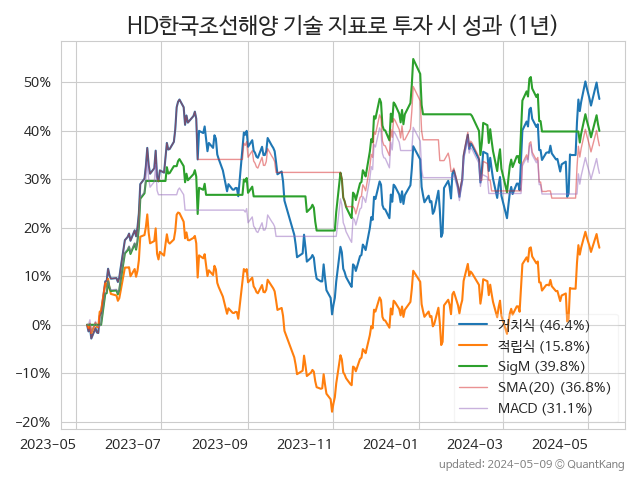 HD한국조선해양 기술 지표로 투자 시 성과 (1년)
50%
40%
30%
20%
10%
0%
−10%
−20%
거치식 (46.4%)
적립식 (15.8%)
SigM (39.8%)
SMA(20) (36.8%)
MACD (31.1%)
2023-05 2023-07 2023-09 2023-11 2024-01 2024-03 2024-05
updated: 2024-05-09 © QuantKang